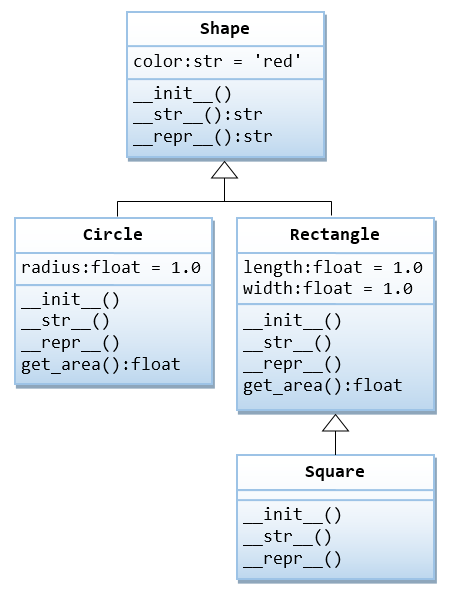 Shape
color:str = 'red'
__init__()
__str__():str
__repr__():str
Circle
radius:float = 1.0
__init__()
__str__()
__repr__()
get_area():float
Rectangle
length:float = 1.0
width:float = 1.0
__init__()
__str__()
__repr__()
get_area():float
Square
__init__()
__str__()
__repr__()